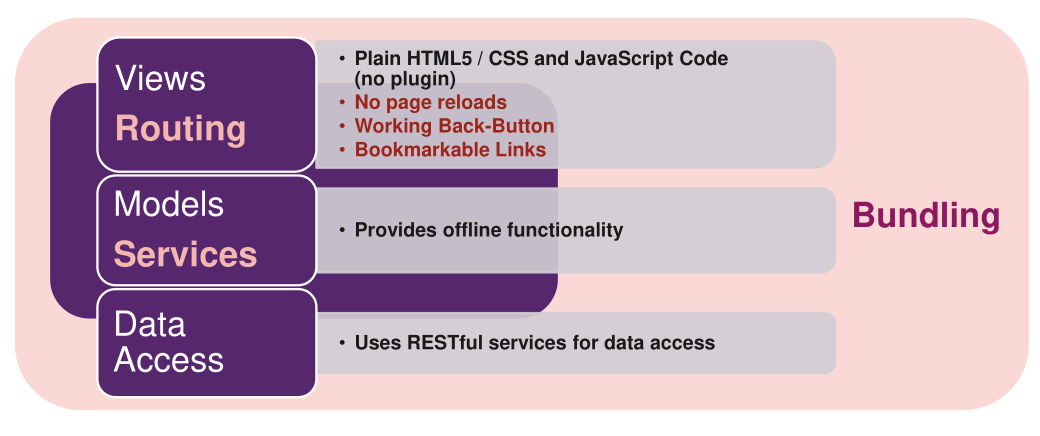 Views
Routing
• Plain HTML5 / CSS and JavaScript Code
(no plugin)
• No page reloads
• Working Back-Button
• Bookmarkable Links
Models
Services
• Provides offline functionality
Data
Access
• Uses RESTful services for data access
Bundling